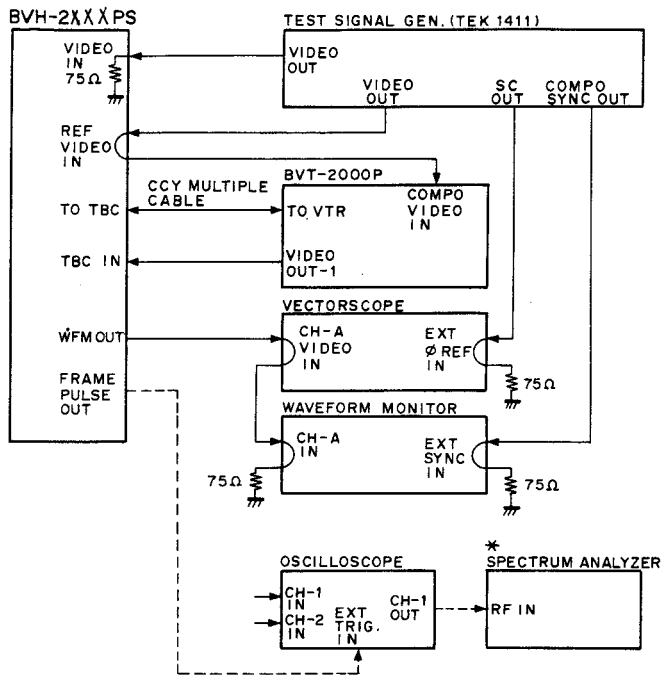 BVH-2XXXPS
VIDEO
IN
75Ω
REF
VIDEO
IN
TO TBC
TBC IN
WFM OUT
FRAME
PULSE
OUT
TEST SIGNAL GEN. (TEK 1411)
VIDEO
OUT
VIDEO
OUT
SC
OUT
COMPO
SYNC OUT
CCY MULTIPLE
CABLE
BVT-2000P
TO VTR
COMPO
VIDEO
IN
VIDEO
OUT-1
VECTORSCOPE
CH-A
VIDEO
IN
EXT
Ø REF
IN
75Ω
WAVEFORM MONITOR
CH-A
IN
EXT
SYNC
IN
75Ω
75Ω
OSCILLOSCOPE
CH-1
IN
CH-2
IN
EXT
TRIG.
IN
CH-1
OUT
*
SPECTRUM ANALYZER
RF IN